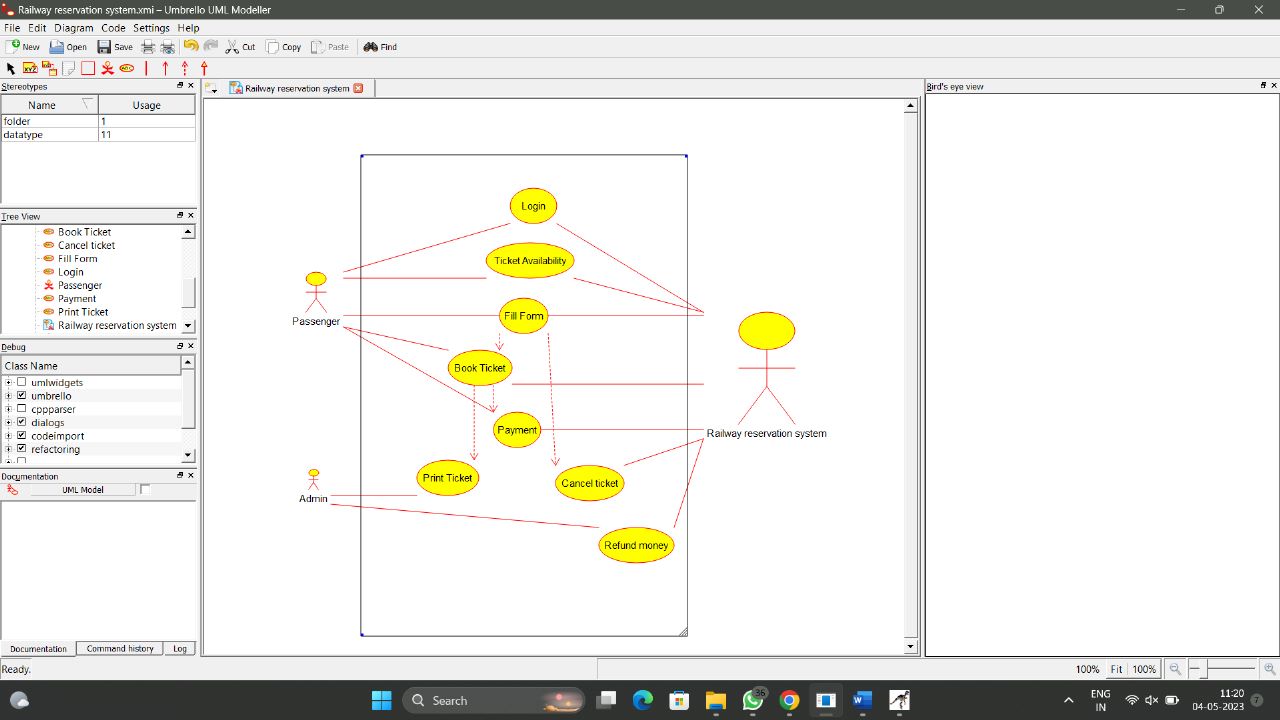 Railway reservation system.xmi – Umbrello UML Modeller
File Edit Diagram Code Settings Help
New Open Save Cut Copy Paste Find
Stereotypes
Name Usage
folder 1
datatype 11
Tree View
Book Ticket
Cancel ticket
Fill Form
Login
Passenger
Payment
Print Ticket
Railway reservation system
Debug
Class Name
umlwidgets
umbrello
cppparser
dialogs
codeimport
refactoring
Documentation
UML Model
Documentation Command history Log
Ready.
Railway reservation system
Login
Ticket Availability
Fill Form
Passenger
Book Ticket
Payment
Railway reservation system
Print Ticket
Cancel ticket
Admin
Refund money
Bird's eye view
100% Fit 100%
Search
36
ENG
IN
11:20
04-05-2023
7